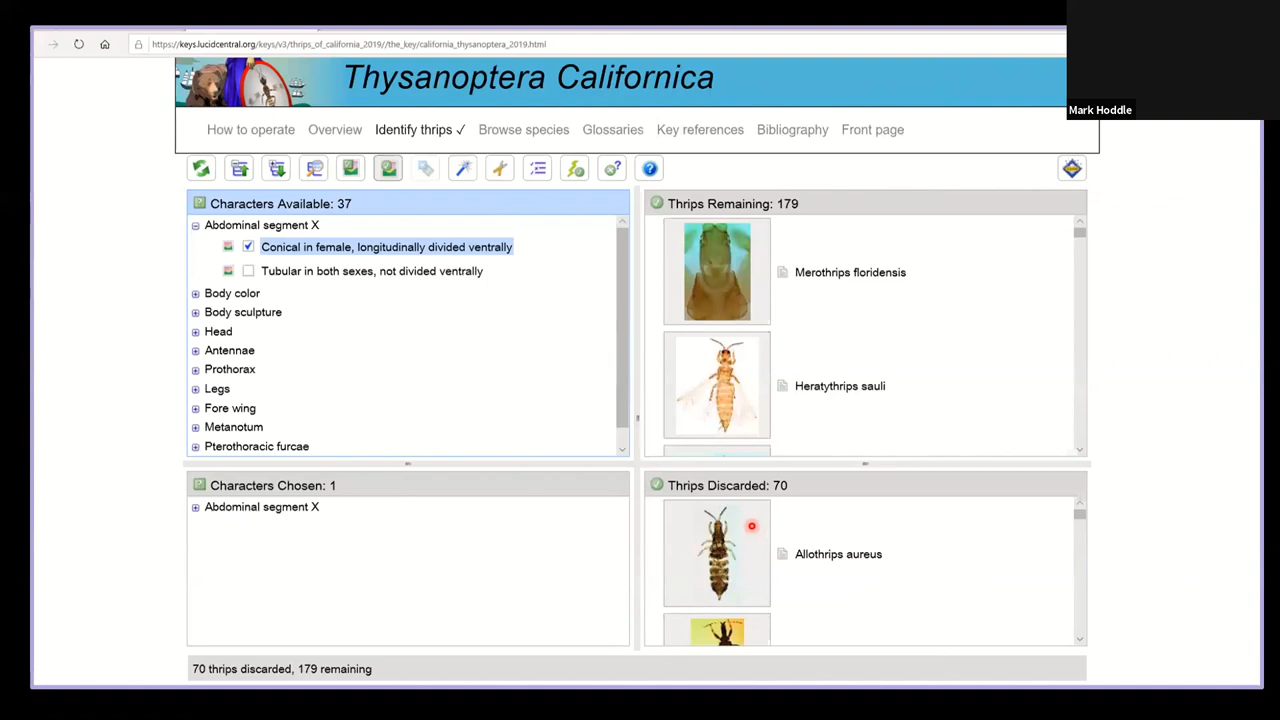 https://keys.lucidcentral.org/keys/v3/thrips_of_california_2019//the_key/california_thysanoptera_2019.html
Mark Hoddle
Thysanoptera Californica
How to operate Overview Identify thrips ✓ Browse species Glossaries Key references Bibliography Front page
Characters Available: 37
Abdominal segment X
Conical in female, longitudinally divided ventrally
Tubular in both sexes, not divided ventrally
Body color
Body sculpture
Head
Antennae
Prothorax
Legs
Fore wing
Metanotum
Pterothoracic furcae
Thrips Remaining: 179
Merothrips floridensis
Heratythrips sauli
Characters Chosen: 1
Abdominal segment X
Thrips Discarded: 70
Allothrips aureus
70 thrips discarded, 179 remaining